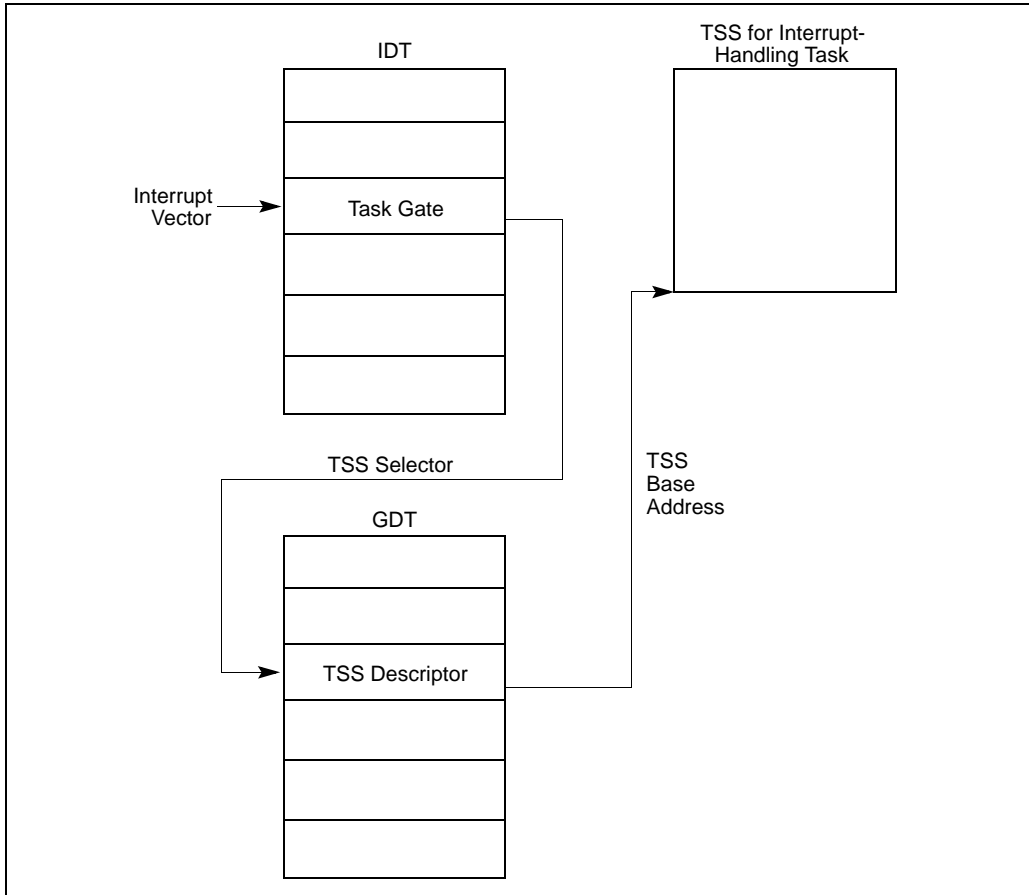 TSS for Interrupt-
Handling Task
IDT
Interrupt
Vector
Task Gate
TSS Selector
TSS
Base
Address
GDT
TSS Descriptor